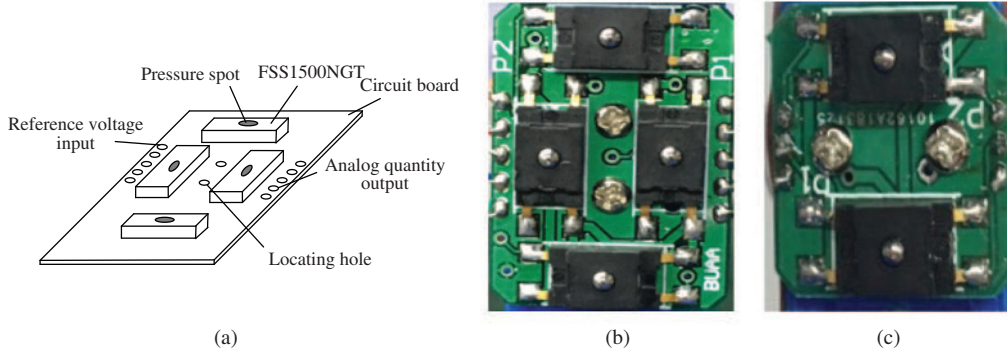 Pressure spot
FSS1500NGT
Circuit board
Reference voltage
input
Analog quantity
output
Locating hole
(a)
P2
P1
BUAA
(b)
P2
P1
(c)